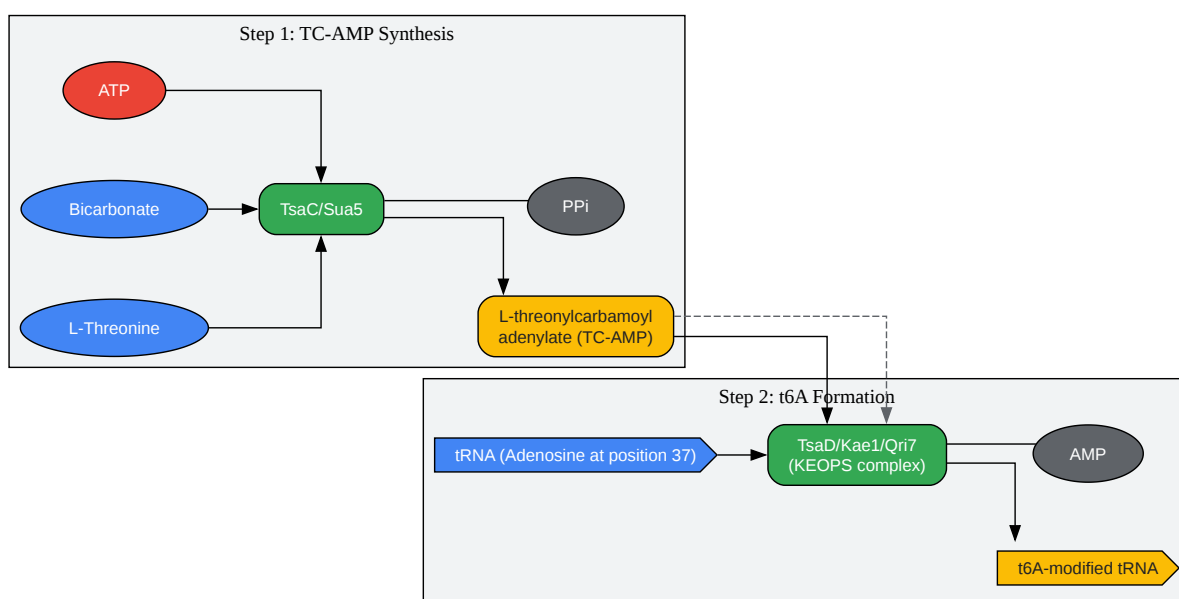 Step 1: TC-AMP Synthesis
ATP
Bicarbonate
TsaC/Sua5
PPi
L-Threonine
L-threonylcarbamoyl
adenylate (TC-AMP)
Step 2: t6A Formation
tRNA (Adenosine at position 37)
TsaD/Kae1/Qri7
(KEOPS complex)
AMP
t6A-modified tRNA